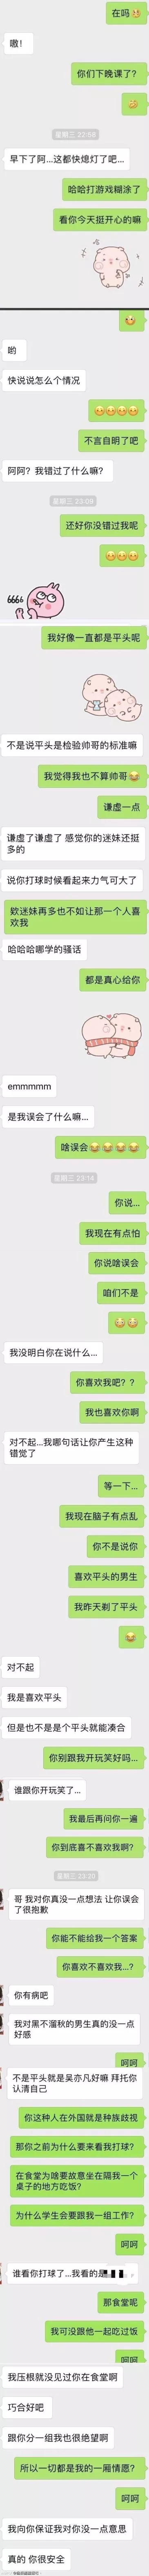 在吗
嗷！
你们下晚课了？
星期三 22:58
早下了阿...这都快熄灯了吧...
哈哈打游戏糊涂了
看你今天挺开心的嘛
哟
快说说怎么个情况
不言自明了吧
阿阿？我错过了什么嘛？
星期三 23:09
还好你没错过我呢
6666
我好像一直都是平头呢
不是说平头是检验帅哥的标准嘛
我觉得我也不算帅哥
谦虚一点
谦虚了谦虚了 感觉你的迷妹还挺
多的
说你打球时候看起来力气可大了
欸迷妹再多也不如让那一个人喜
欢我
哈哈哈哪学的骚话
都是真心给你
emmmmm
是我误会了什么嘛...
啥误会
星期三 23:14
你说...
我现在有点怕
你说啥误会
咱们不是
我没明白你在说什么...
你喜欢我吧？？
我也喜欢你啊
对不起...我哪句话让你产生这种
错觉了
等一下...
我现在脑子有点乱
你不是说你
喜欢平头的男生
我昨天剃了平头
对不起
我是喜欢平头
但是也不是是个平头就能凑合
你别跟我开玩笑好吗...
谁跟你开玩笑了...
我最后再问你一遍
你到底喜不喜欢我啊？
星期三 23:20
哥 我对你真没一点想法 让你误会
了很抱歉
你能不能给我一个答案
你喜欢不喜欢我...？
你有病吧
我对黑不溜秋的男生真的没一点
好感
呵呵
不是平头就是吴亦凡好嘛 拜托你
认清自己
你这种人在外国就是种族歧视
那你之前为什么要来看我打球？
在食堂为啥要故意坐在隔我一个
桌子的地方吃饭？
为什么学生会要跟我一组工作？
呵呵
谁看你打球了...我看的是
那食堂呢
我可没跟他一起吃过饭
呵呵
我压根就没见过你在食堂啊
巧合好吧
跟你分一组我也很绝望啊
所以一切都是我的一厢情愿？
呵呵
我向你保证我对你没一点意思
真的 你很安全